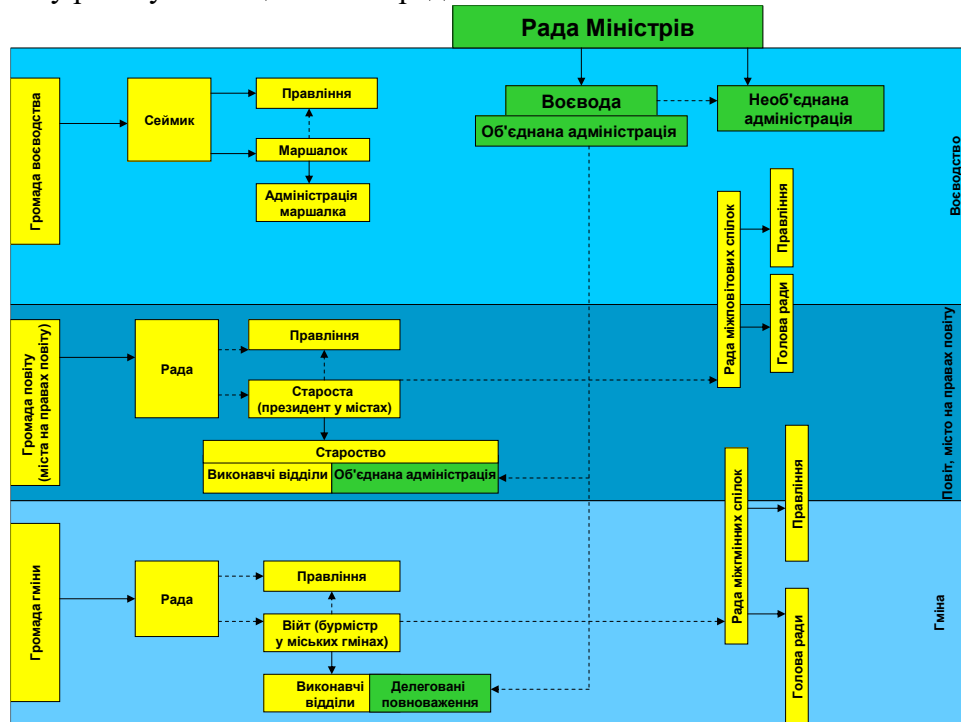 Рада Міністрів
Громада воєводства
Сеймик
Правління
Маршалок
Адміністрація
маршалка
Воєвода
Об'єднана адміністрація
Необ'єднана
адміністрація
Воєводство
Рада міжповітових спілок
Правління
Голова ради
Громада повіту
(міста на правах повіту)
Рада
Правління
Староста
(президент у містах)
Староство
Виконавчі відділи
Об'єднана адміністрація
Повіт, місто на правах повіту
Громада гміни
Рада
Правління
Війт (бурмістр
у міських гмінах)
Виконавчі
відділи
Делеговані
повноваження
Рада міжгмінних спілок
Правління
Голова ради
Гміна